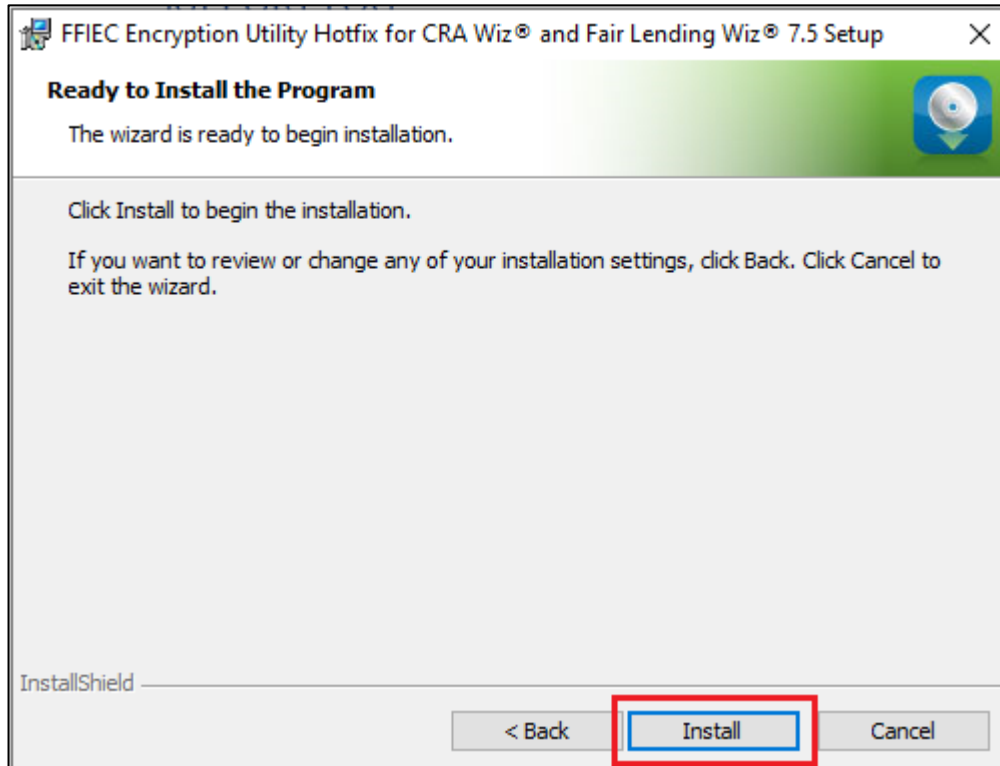 FFIEC Encryption Utility Hotfix for CRA Wiz® and Fair Lending Wiz® 7.5 Setup
Ready to Install the Program
The wizard is ready to begin installation.
Click Install to begin the installation.
If you want to review or change any of your installation settings, click Back. Click Cancel to
exit the wizard.
InstallShield
< Back
Install
Cancel